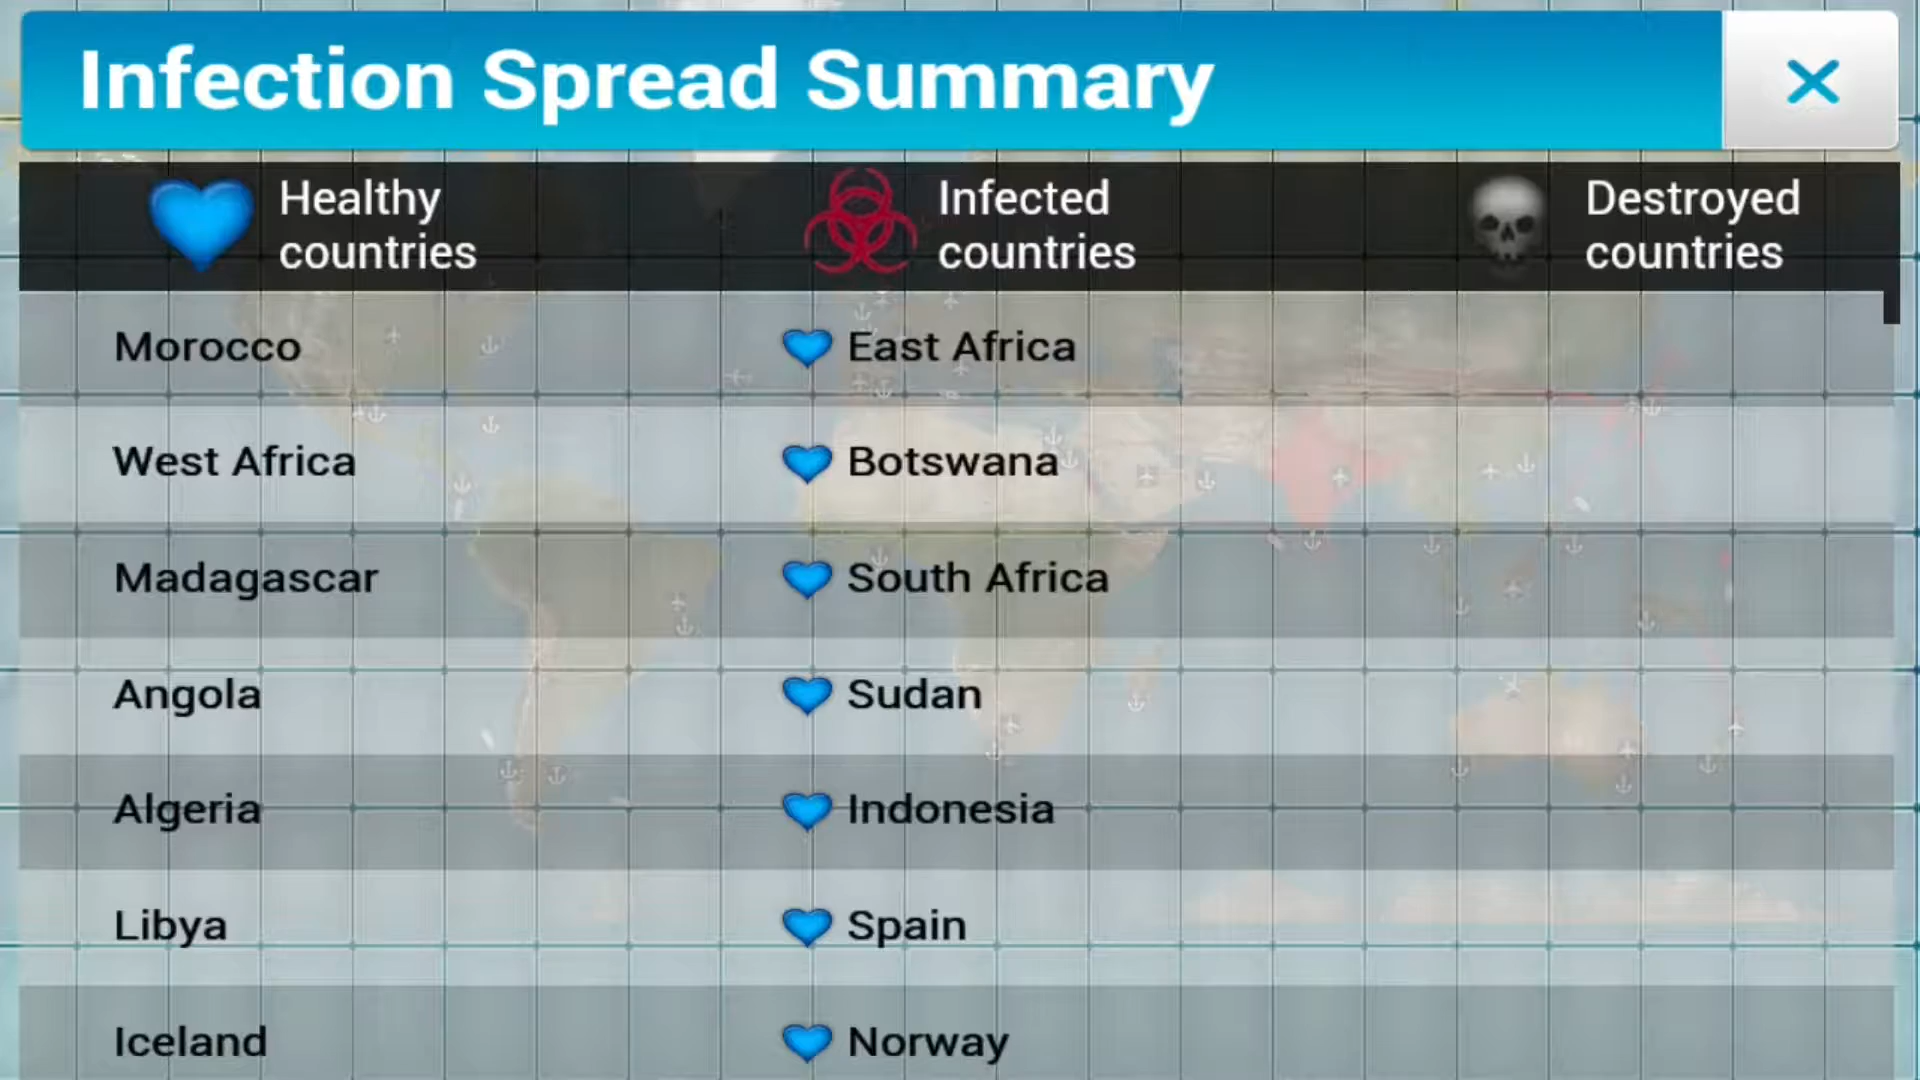 Infection Spread Summary
Healthy
countries
Infected
countries
Destroyed
countries
Morocco
East Africa
West Africa
Botswana
Madagascar
South Africa
Angola
Sudan
Algeria
Indonesia
Libya
Spain
Iceland
Norway